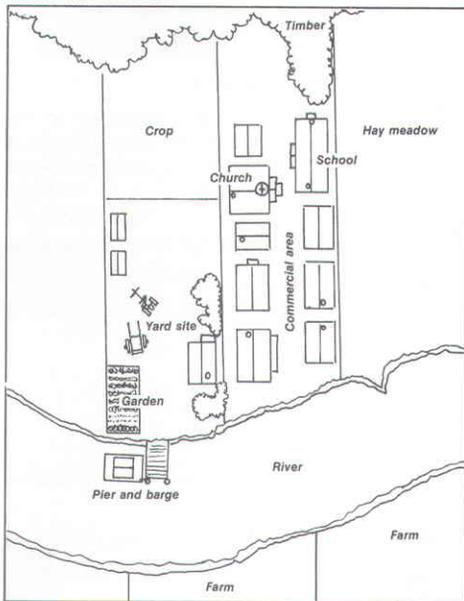 Timber
Crop
Hay meadow
School
Church
Commercial area
Yard site
Garden
River
Pier and barge
Farm
Farm